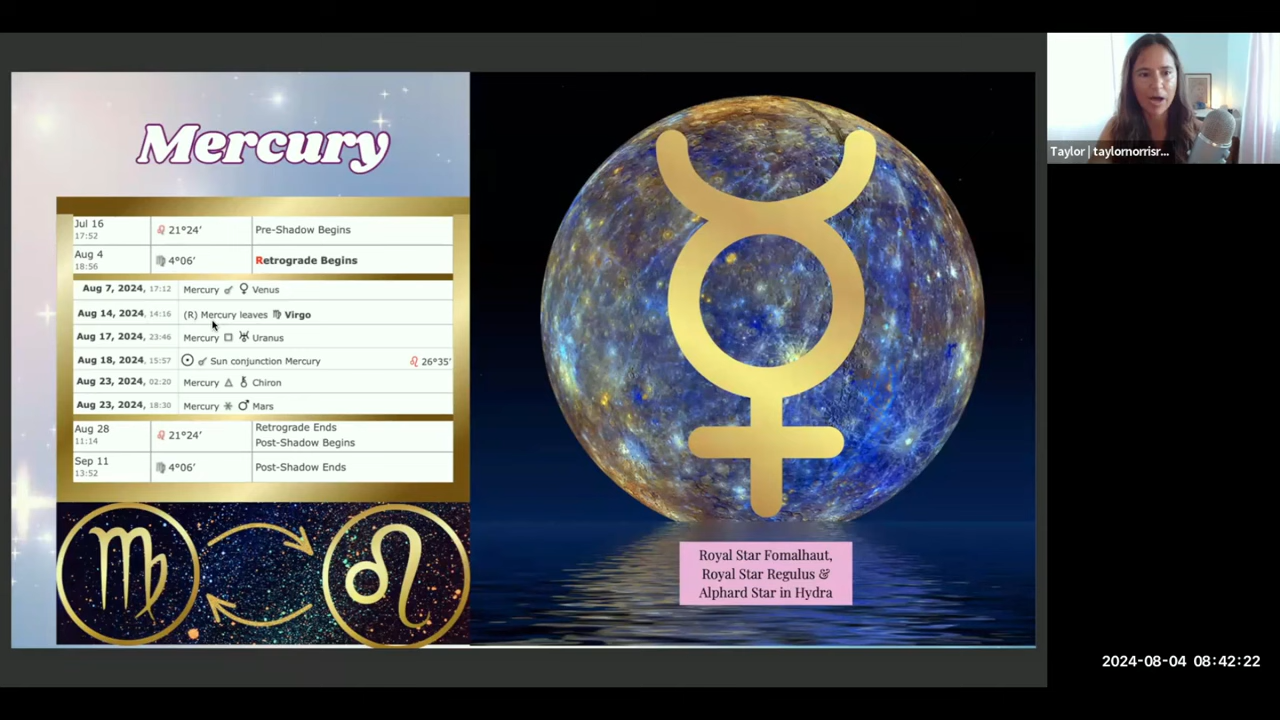 Mercury
Jul 16
17:52
♌ 21°24′
Pre-Shadow Begins
Aug 4
18:56
♍ 4°06′
Retrograde Begins
Aug 7, 2024, 17:12
Mercury ☌ ♀ Venus
Aug 14, 2024, 14:16
(R) Mercury leaves ♍ Virgo
Aug 17, 2024, 23:46
Mercury □ ♅ Uranus
Aug 18, 2024, 15:57
☉ ☌ Sun conjunction Mercury ♌ 26°35′
Aug 23, 2024, 02:20
Mercury △ ⚷ Chiron
Aug 23, 2024, 18:30
Mercury ⚹ ♂ Mars
Aug 28
11:14
♌ 21°24′
Retrograde Ends
Post-Shadow Begins
Sep 11
13:52
♍ 4°06′
Post-Shadow Ends
Royal Star Fomalhaut,
Royal Star Regulus &
Alphard Star in Hydra
Taylor | taylornorrisr...
2024-08-04 08:42:22